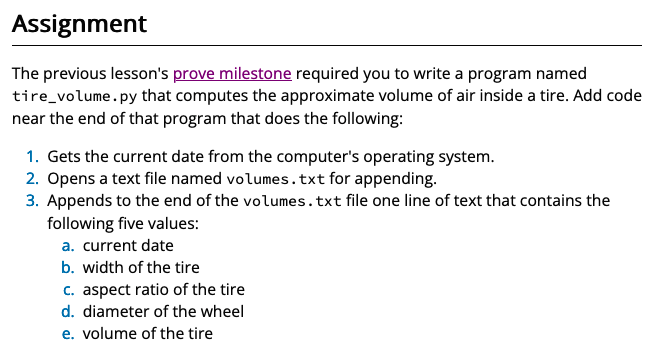 Assignment
The previous lesson's prove milestone required you to write a program named
tire_volume.py that computes the approximate volume of air inside a tire. Add code
near the end of that program that does the following:
1. Gets the current date from the computer's operating system.
2. Opens a text file named volumes.txt for appending.
3. Appends to the end of the volumes.txt file one line of text that contains the
following five values:
a. current date
b. width of the tire
c. aspect ratio of the tire
d. diameter of the wheel
e. volume of the tire